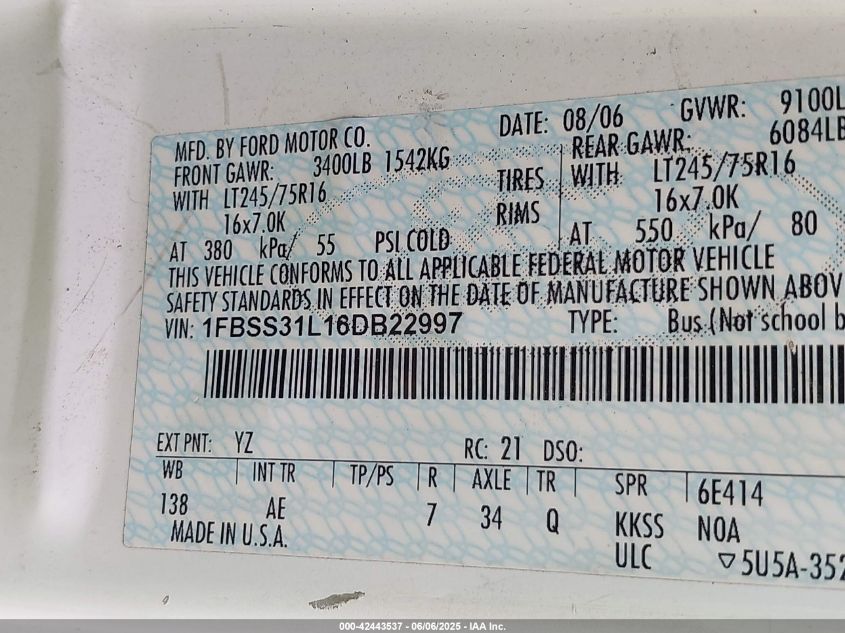 DATE: 08/06 GVWR: 9100L
MFD. BY FORD MOTOR CO.
FRONT GAWR: 3400LB 1542KG REAR GAWR: 6084LB
WITH LT245/75R16 TIRES WITH LT245/75R16
16x7.0K RIMS 16x7.0K
AT 380 kPa/ 55 PSI COLD AT 550 kPa/ 80
THIS VEHICLE CONFORMS TO ALL APPLICABLE FEDERAL MOTOR VEHICLE
SAFETY STANDARDS IN EFFECT ON THE DATE OF MANUFACTURE SHOWN ABOV
VIN: 1FBSS31L16DB22997 TYPE: Bus (Not school b
EXT PNT: YZ RC: 21 DSO:
WB INT TR TP/PS R AXLE TR SPR 6E414
138 AE 7 34 Q KKSS NOA
MADE IN U.S.A. ULC ▽5U5A-352
000-42443537 - 06/06/2025 - IAA Inc.